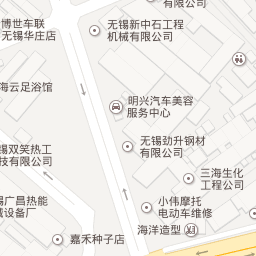 博世车联
无锡华庄店
无锡新中石工程
机械有限公司
海云足浴馆
明兴汽车美容
服务中心
无锡劲升钢材
有限公司
锡双笑热工
技有限公司
三海生化
工程公司
锡广昌热能
械设备厂
小伟摩托
电动车维修
嘉禾种子店
海洋造型